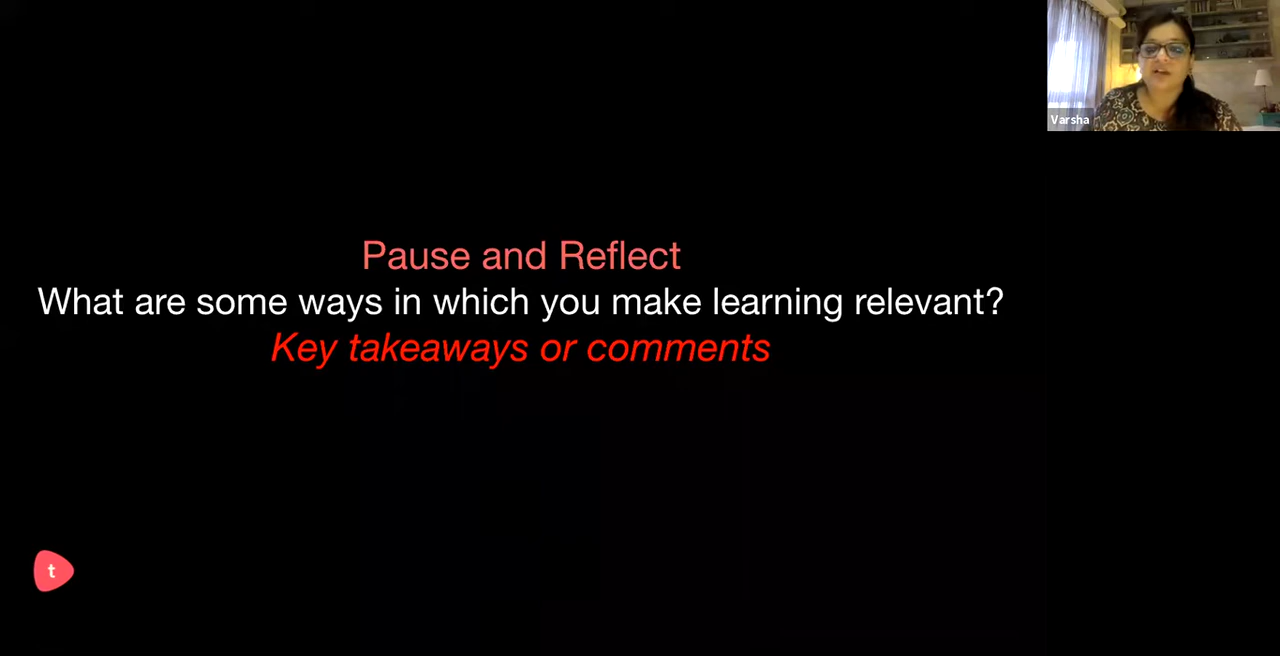 Varsha
Pause and Reflect
What are some ways in which you make learning relevant?
Key takeaways or comments
t